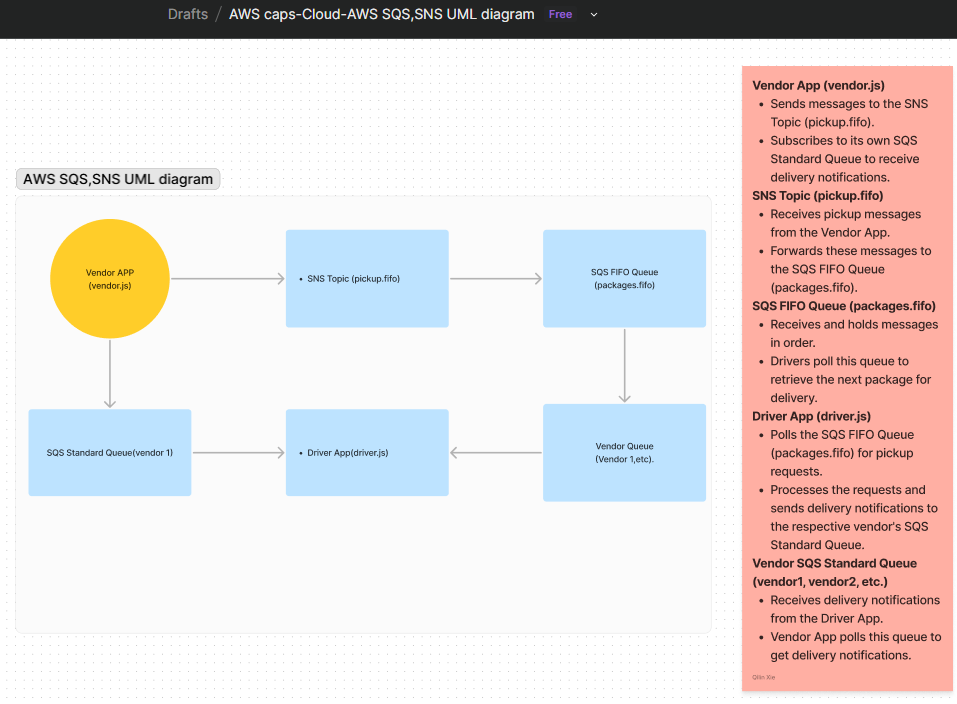 Drafts / AWS caps-Cloud-AWS SQS,SNS UML diagram Free
AWS SQS,SNS UML diagram
Vendor APP
(vendor.js)
• SNS Topic (pickup.fifo)
SQS FIFO Queue
(packages.fifo)
SQS Standard Queue(vendor 1)
• Driver App(driver.js)
Vendor Queue
(Vendor 1,etc).
Vendor App (vendor.js)
• Sends messages to the SNS
Topic (pickup.fifo).
• Subscribes to its own SQS
Standard Queue to receive
delivery notifications.
SNS Topic (pickup.fifo)
• Receives pickup messages
from the Vendor App.
• Forwards these messages to
the SQS FIFO Queue
(packages.fifo).
SQS FIFO Queue (packages.fifo)
• Receives and holds messages
in order.
• Drivers poll this queue to
retrieve the next package for
delivery.
Driver App (driver.js)
• Polls the SQS FIFO Queue
(packages.fifo) for pickup
requests.
• Processes the requests and
sends delivery notifications to
the respective vendor's SQS
Standard Queue.
Vendor SQS Standard Queue
(vendor1, vendor2, etc.)
• Receives delivery notifications
from the Driver App.
• Vendor App polls this queue to
get delivery notifications.
Qilin Xie